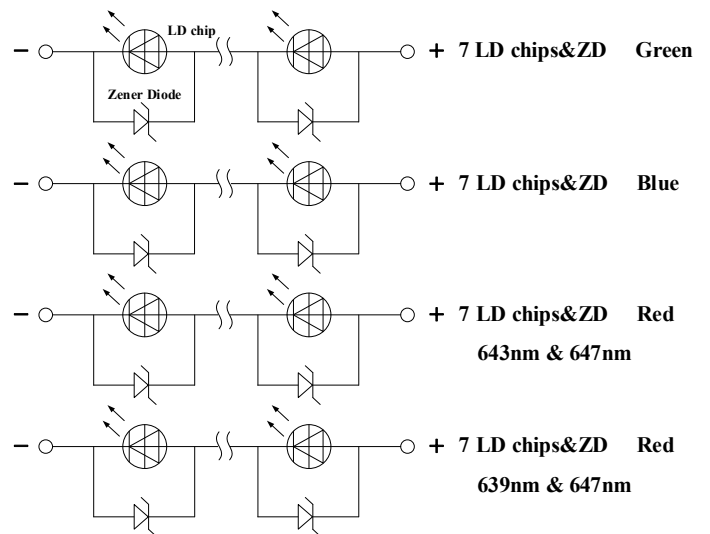 LD chip
− + 7 LD chips&ZD Green
Zener Diode
− + 7 LD chips&ZD Blue
− + 7 LD chips&ZD Red
643nm & 647nm
− + 7 LD chips&ZD Red
639nm & 647nm